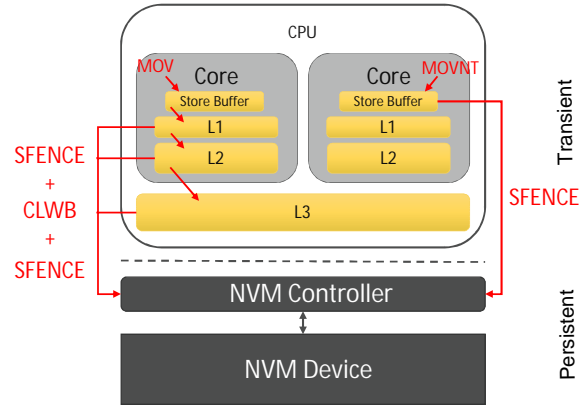 CPU
Core
Core
MOV
MOVNT
Store Buffer
Store Buffer
L1
L1
L2
L2
L3
SFENCE
+
CLWB
+
SFENCE
SFENCE
Transient
NVM Controller
NVM Device
Persistent